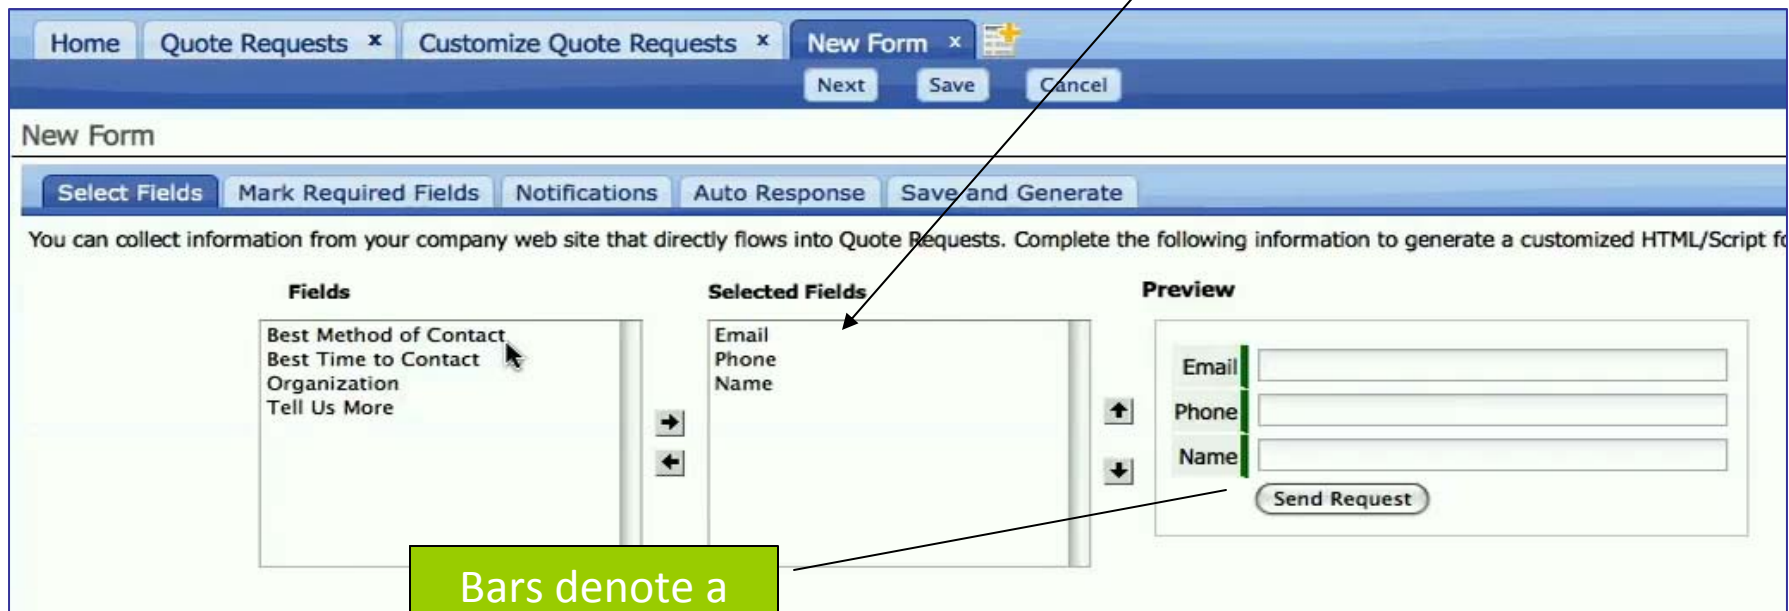 Home Quote Requests x Customize Quote Requests x New Form x
Next Save Cancel
New Form
Select Fields Mark Required Fields Notifications Auto Response Save and Generate
You can collect information from your company web site that directly flows into Quote Requests. Complete the following information to generate a customized HTML/Script
Fields
Best Method of Contact
Best Time to Contact
Organization
Tell Us More
Selected Fields
Email
Phone
Name
Preview
Email
Phone
Name
Send Request
Bars denote a